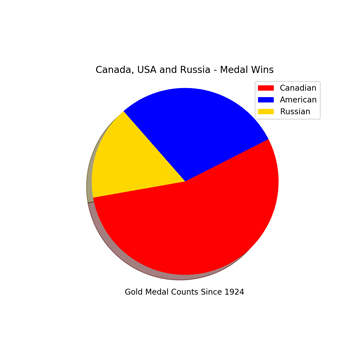 Canada, USA and Russia - Medal Wins
Canadian
American
Russian
Gold Medal Counts Since 1924